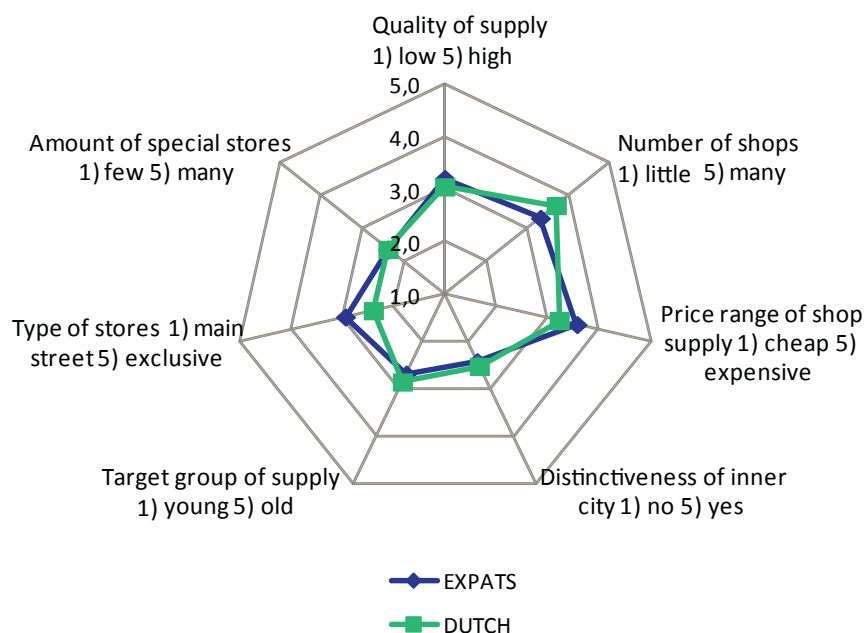 Quality of supply
1) low 5) high
5,0
4,0
3,0
2,0
1,0
Number of shops
1) little 5) many
Price range of shop
supply 1) cheap 5)
expensive
Distinctiveness of inner
city 1) no 5) yes
Target group of supply
1) young 5) old
Type of stores 1) main
street 5) exclusive
Amount of special stores
1) few 5) many
EXPATS
DUTCH